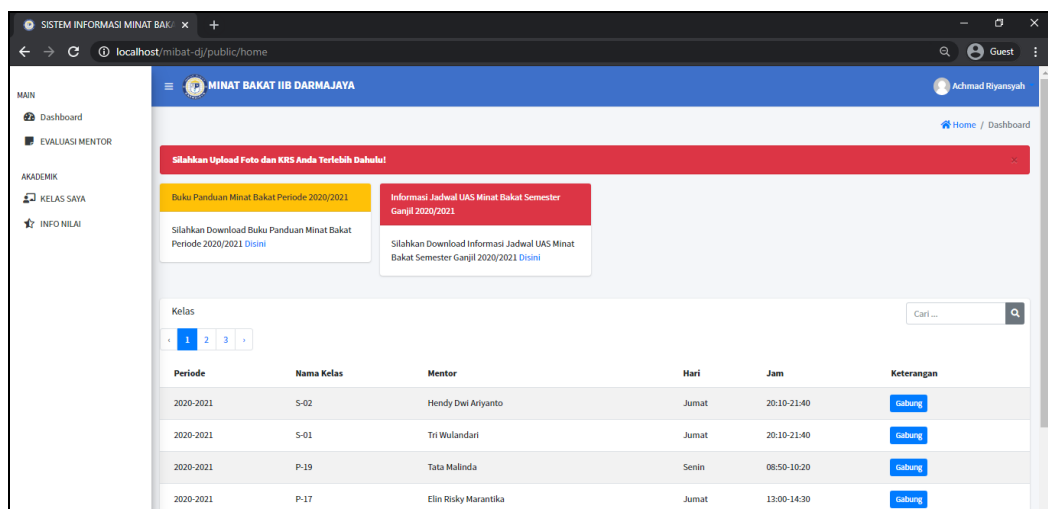 SISTEM INFORMASI MINAT BAK
localhost/mibat-dj/public/home
Guest
MINAT BAKAT IIB DARMAJAYA
Achmad Riyansyah
MAIN
Dashboard
EVALUASI MENTOR
AKADEMIK
KELAS SAYA
INFO NILAI
Home / Dashboard
Silahkan Upload Foto dan KRS Anda Terlebih Dahulu!
×
Buku Panduan Minat Bakat Periode 2020/2021
Silahkan Download Buku Panduan Minat Bakat
Periode 2020/2021 Disini
Informasi Jadwal UAS Minat Bakat Semester
Ganjil 2020/2021
Silahkan Download Informasi Jadwal UAS Minat
Bakat Semester Ganjil 2020/2021 Disini
Kelas
Cari ...
‹ 1 2 3 ›
Periode Nama Kelas Mentor Hari Jam Keterangan
2020-2021 S-02 Hendy Dwi Ariyanto Jumat 20:10-21:40 Gabung
2020-2021 S-01 Tri Wulandari Jumat 20:10-21:40 Gabung
2020-2021 P-19 Tata Malinda Senin 08:50-10:20 Gabung
2020-2021 P-17 Elin Risky Marantika Jumat 13:00-14:30 Gabung